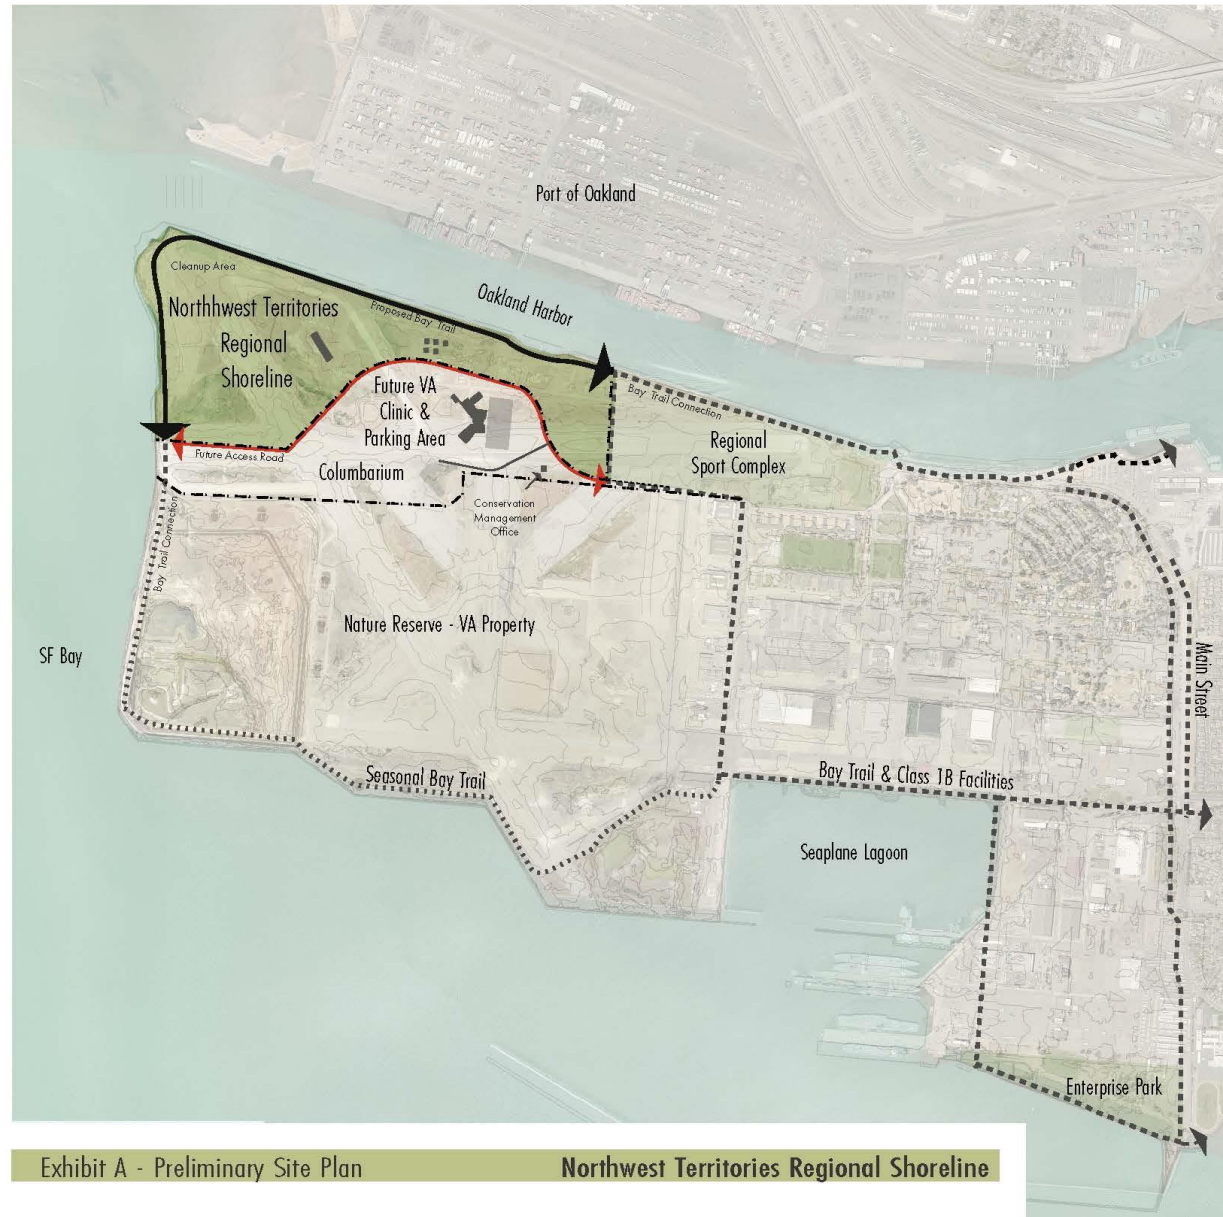 Port of Oakland
Cleanup Area
Northhwest Territories
Regional
Shoreline
Proposed Bay Trail
Oakland Harbor
Future VA
Clinic &
Parking Area
Bay Trail Connection
Regional
Sport Complex
Future Access Road
Columbarium
Conservation
Management
Office
Bay Trail Connection
Nature Reserve - VA Property
SF Bay
Main Street
Seasonal Bay Trail
Bay Trail & Class 1B Facilities
Seaplane Lagoon
Enterprise Park
Exhibit A - Preliminary Site Plan
Northwest Territories Regional Shoreline